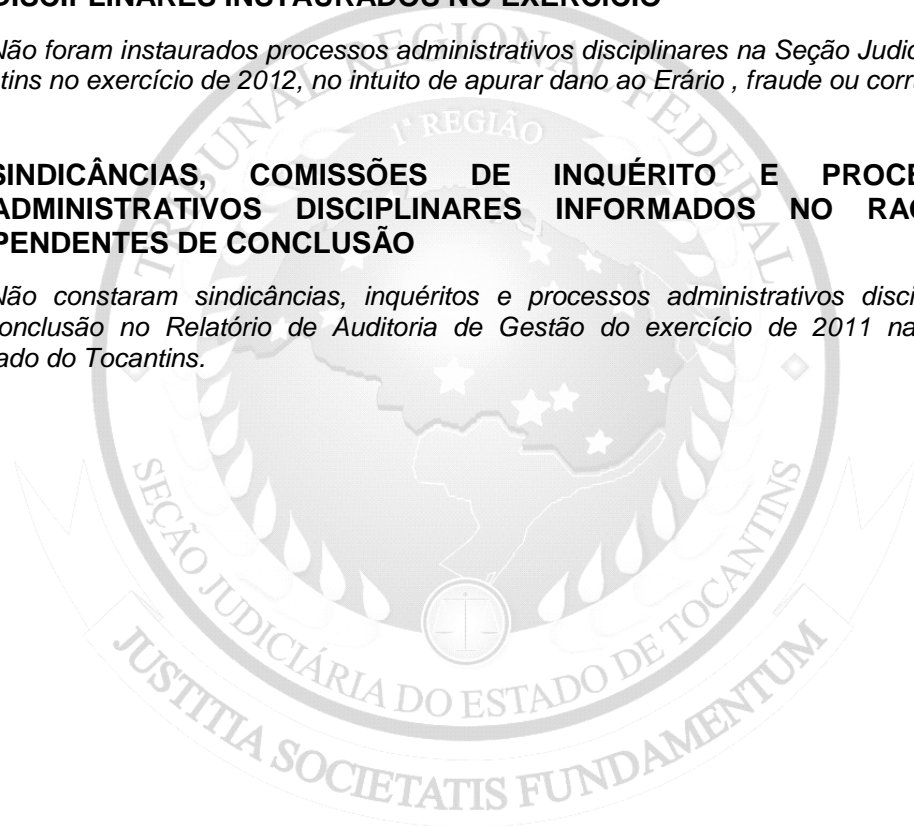 DISCIPLINARES INSTAURADOS NO EXERCÍCIO
Não foram instaurados processos administrativos disciplinares na Seção Judic
tins no exercício de 2012, no intuito de apurar dano ao Erário , fraude ou corr
SINDICÂNCIAS, COMISSÕES DE INQUÉRITO E PROCE
ADMINISTRATIVOS DISCIPLINARES INFORMADOS NO RA
PENDENTES DE CONCLUSÃO
Não constaram sindicâncias, inquéritos e processos administrativos disci
onclusão no Relatório de Auditoria de Gestão do exercício de 2011 na
ado do Tocantins.
TRIBUNAL REGIONAL FEDERAL
1ª REGIÃO
SEÇÃO JUDICIÁRIA DO ESTADO DE TOCANTINS
JUSTITIA SOCIETATIS FUNDAMENTUM